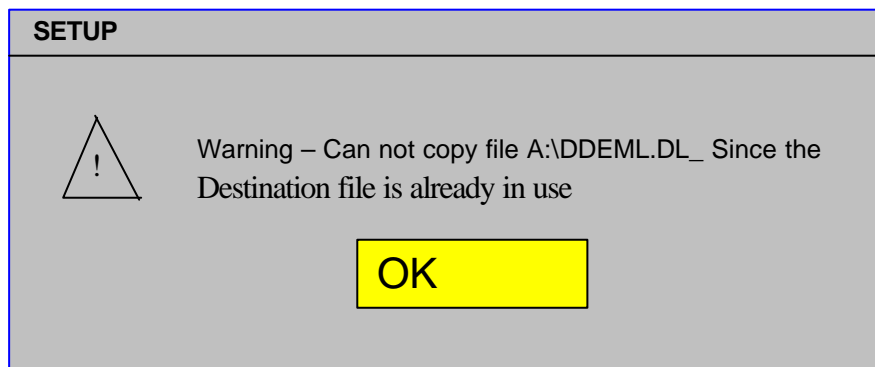 SETUP
!
Warning – Can not copy file A:\DDEML.DL_ Since the
Destination file is already in use
OK